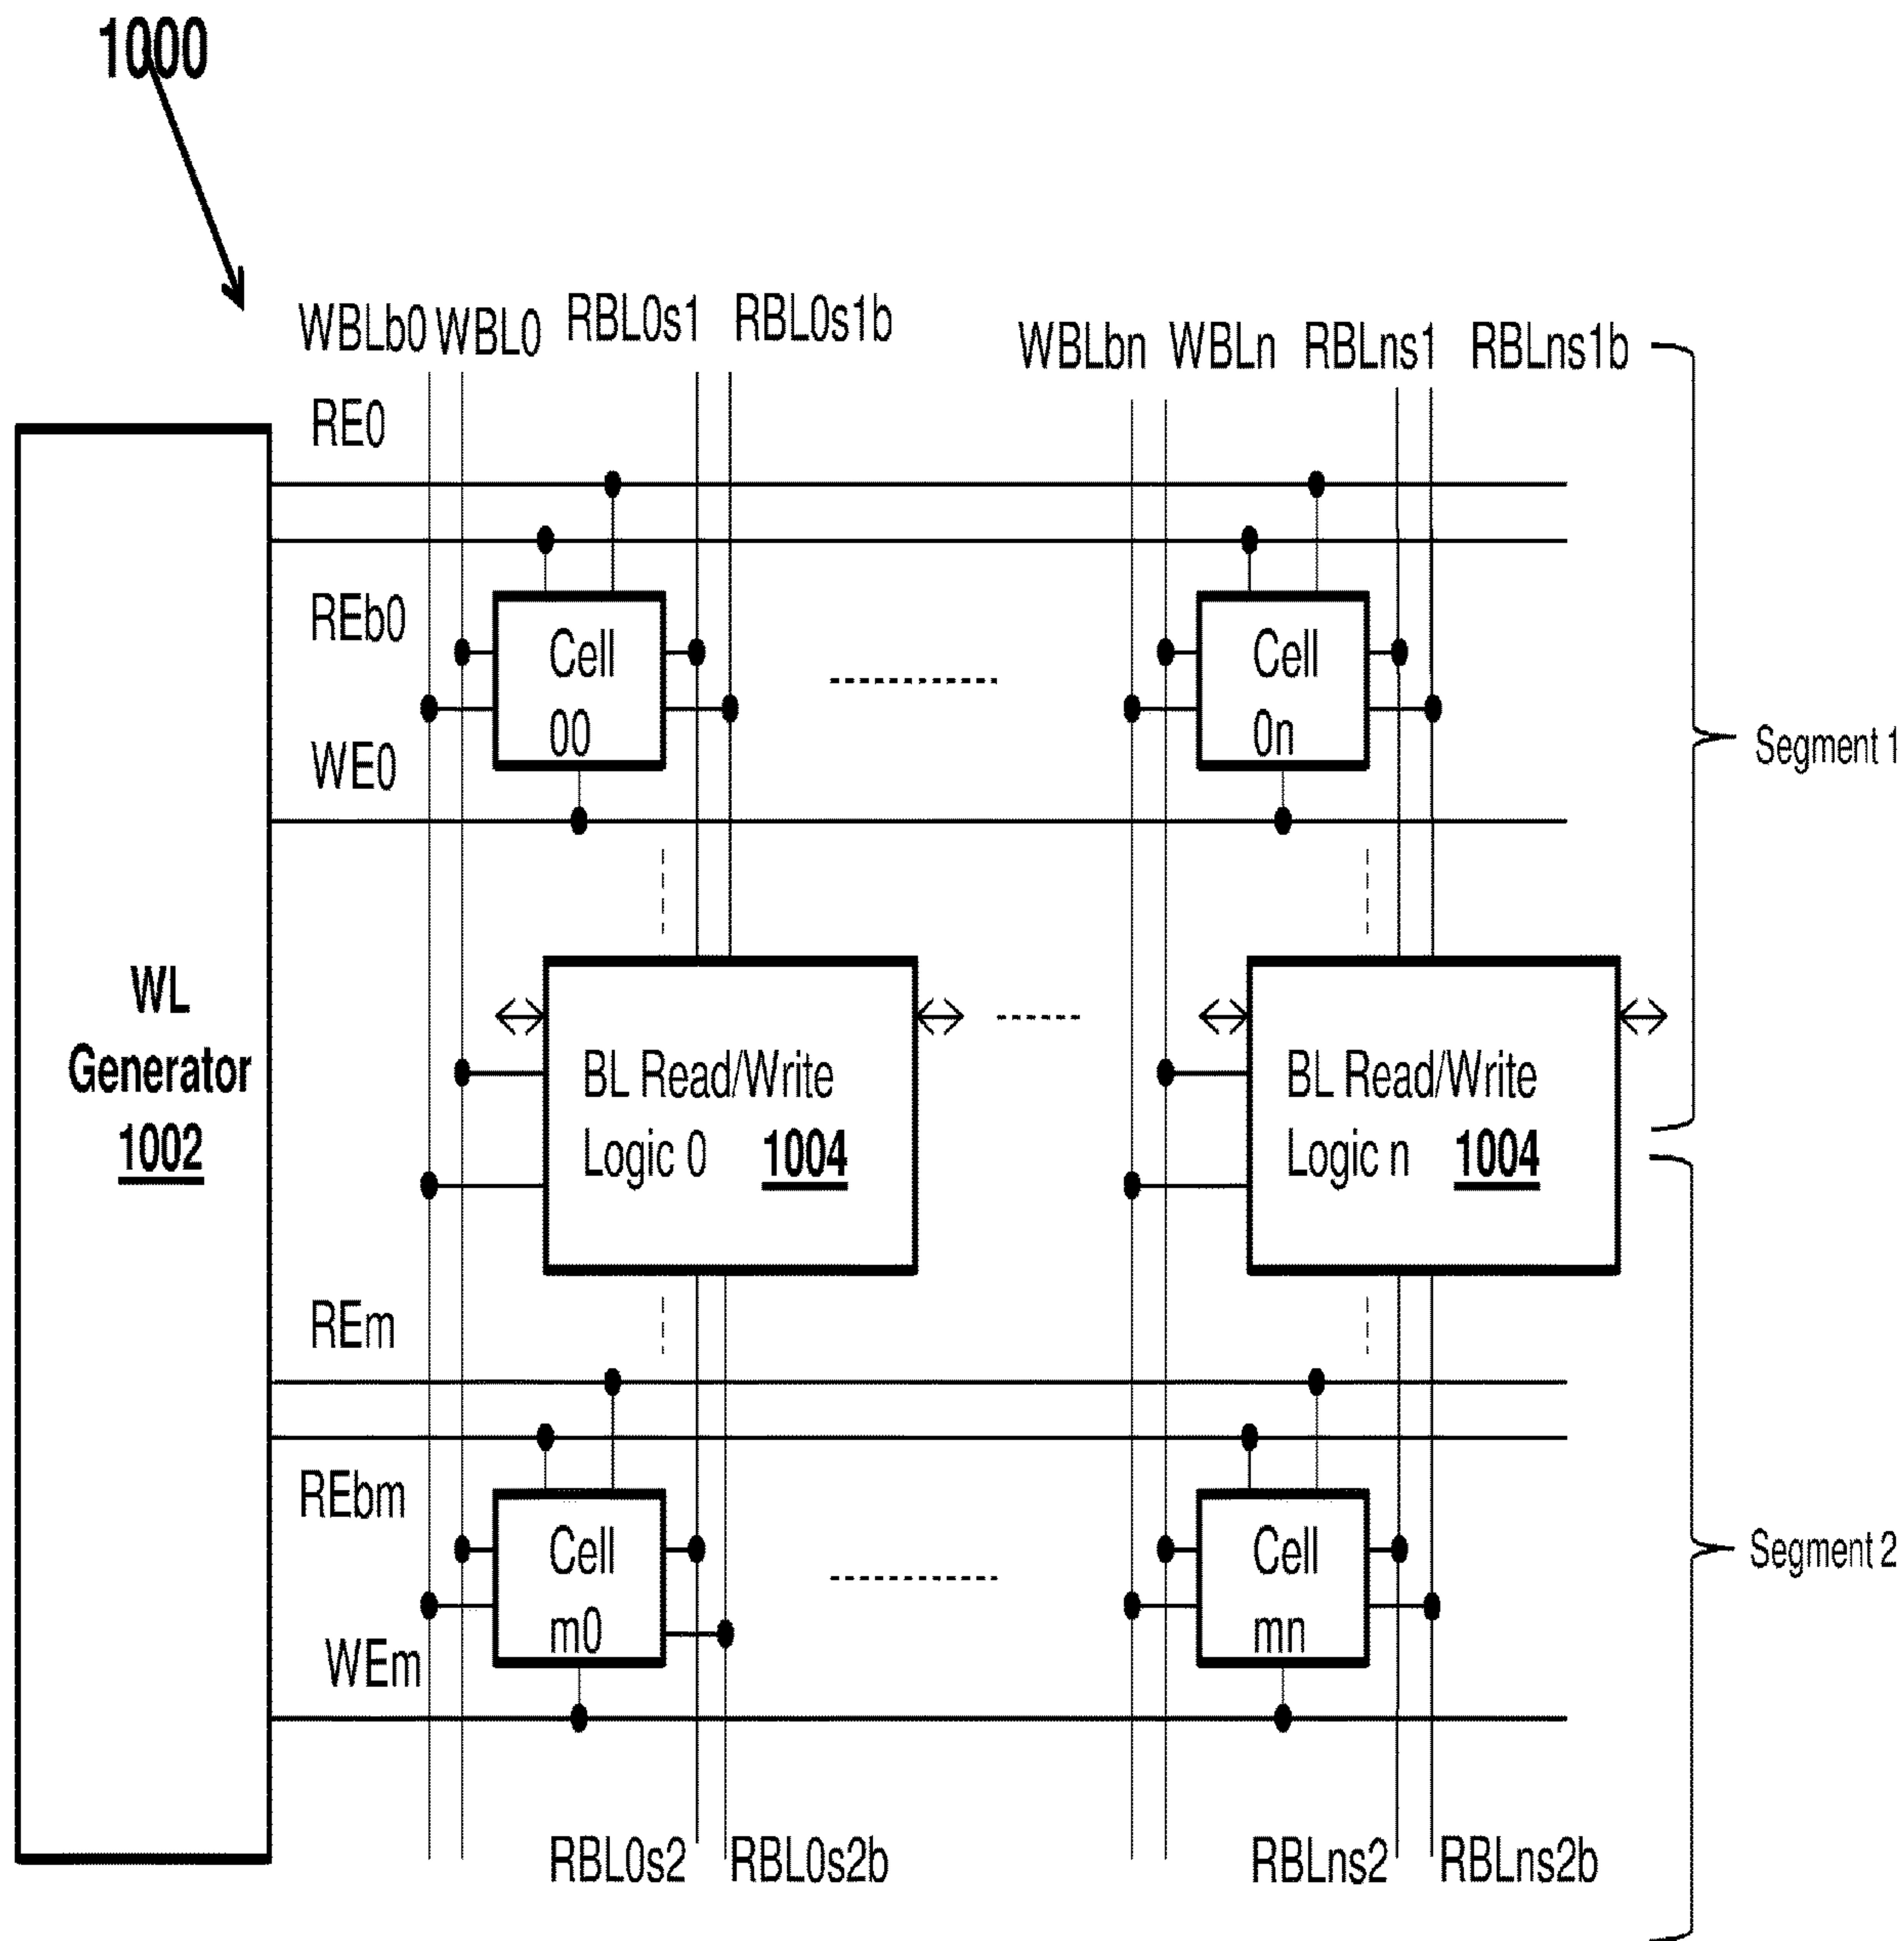 1000
WBLb0 WBL0 RBL0s1 RBL0s1b
WBLbn WBLn RBLns1 RBLns1b
RE0
REb0
WE0
Cell
00
Cell
0n
Segment 1
WL
Generator
1002
BL Read/Write
Logic 0 1004
BL Read/Write
Logic n 1004
REm
REbm
WEm
Cell
m0
Cell
mn
Segment 2
RBL0s2 RBL0s2b
RBLns2 RBLns2b